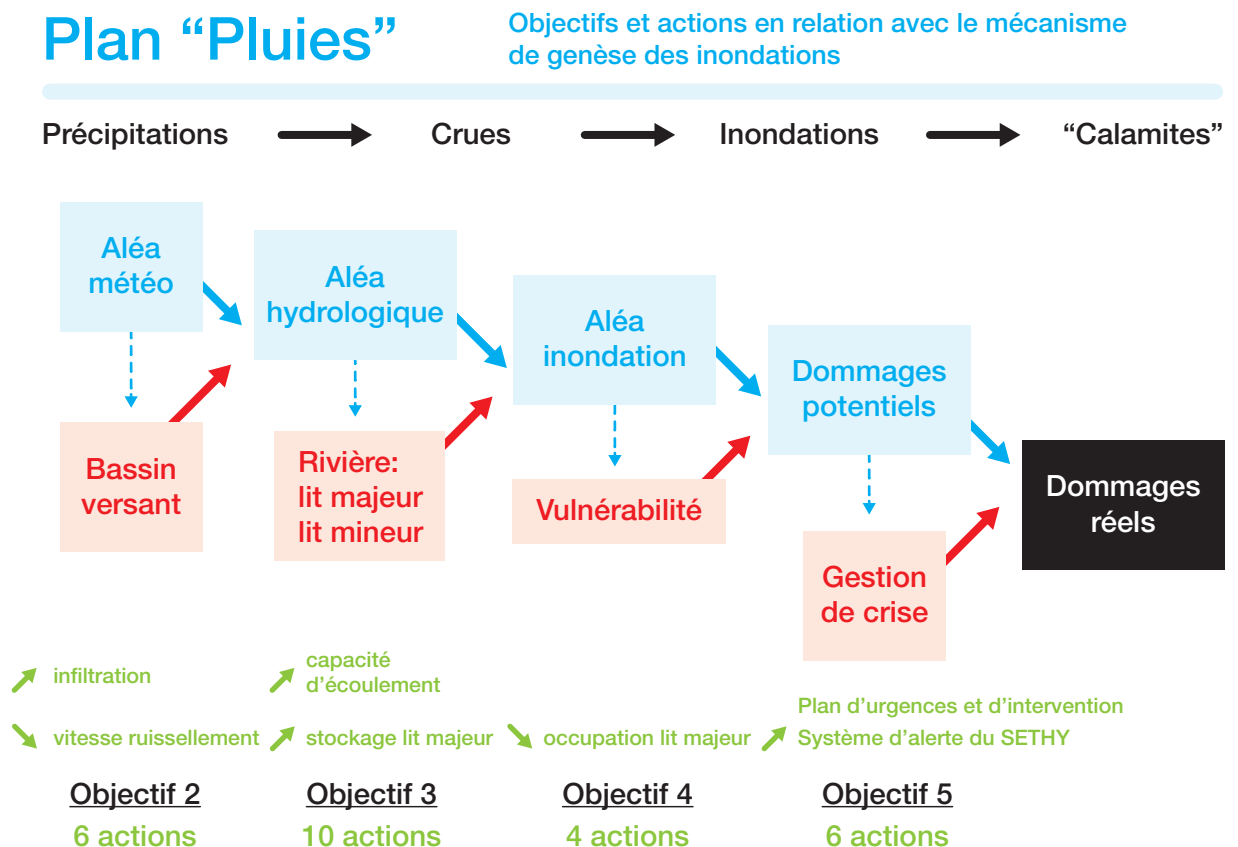 Plan “Pluies”
Objectifs et actions en relation avec le mécanisme
de genèse des inondations
Précipitations
Crues
Inondations
“Calamites”
Aléa
météo
Aléa
hydrologique
Aléa
inondation
Dommages
potentiels
Bassin
versant
Rivière:
lit majeur
lit mineur
Vulnérabilité
Gestion
de crise
Dommages
réels
infiltration
vitesse ruissellement
capacité
d’écoulement
stockage lit majeur
occupation lit majeur
Plan d’urgences et d’intervention
Système d’alerte du SETHY
Objectif 2
6 actions
Objectif 3
10 actions
Objectif 4
4 actions
Objectif 5
6 actions